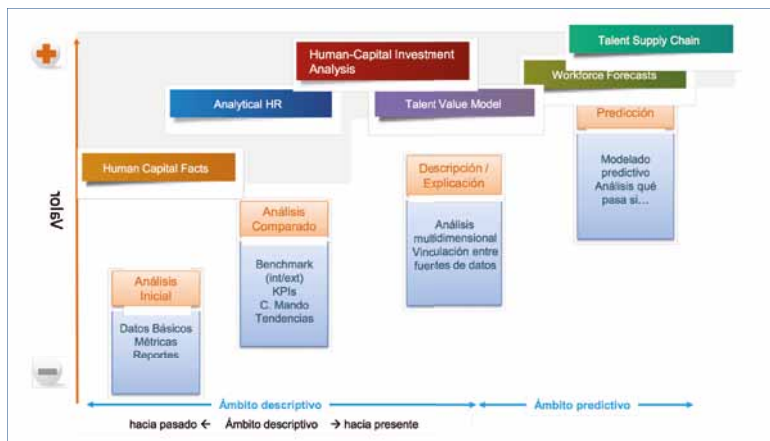 Talent Supply Chain
Human-Capital Investment
Analysis
Workforce Forecasts
Analytical HR
Talent Value Model
Predicción
Human Capital Facts
Descripción /
Explicación
Modelado
predictivo
Análisis qué
pasa si...
Valor
Análisis
Comparado
Análisis
multidimensional
Vinculación entre
fuertes de datos
Benchmark
(int/ext)
KPIs
C. Mando
Tendencias
Análisis
Inicial
Datos Básicos
Métricas
Reportes
Ámbito descriptivo
Ámbito predictivo
hacia pasado ← Ámbito descriptivo → hacia presente